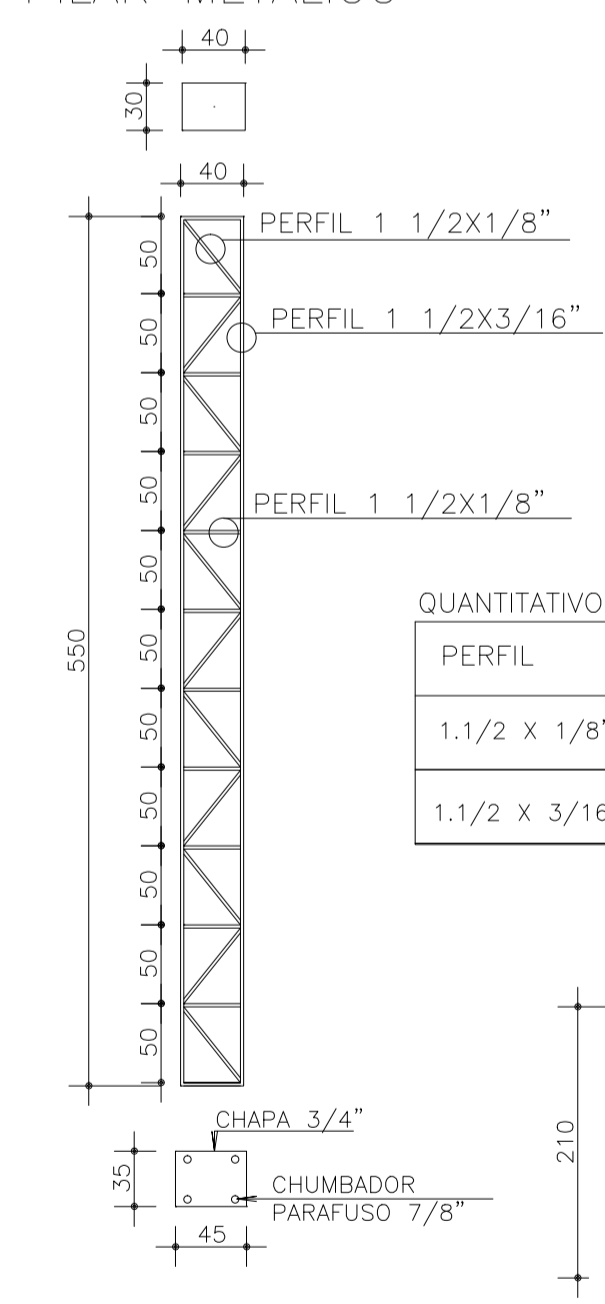 40
30
40
PERFIL 1 1/2X1/8”
50
PERFIL 1 1/2X3/16”
50
50
PERFIL 1 1/2X1/8”
50
50
QUANTITATIVO
550
50
PERFIL
50
1.1/2 X 1/8”
50
1.1/2 X 3/16
50
50
50
CHAPA 3/4”
210
35
CHUMBADOR
PARAFUSO 7/8”
45